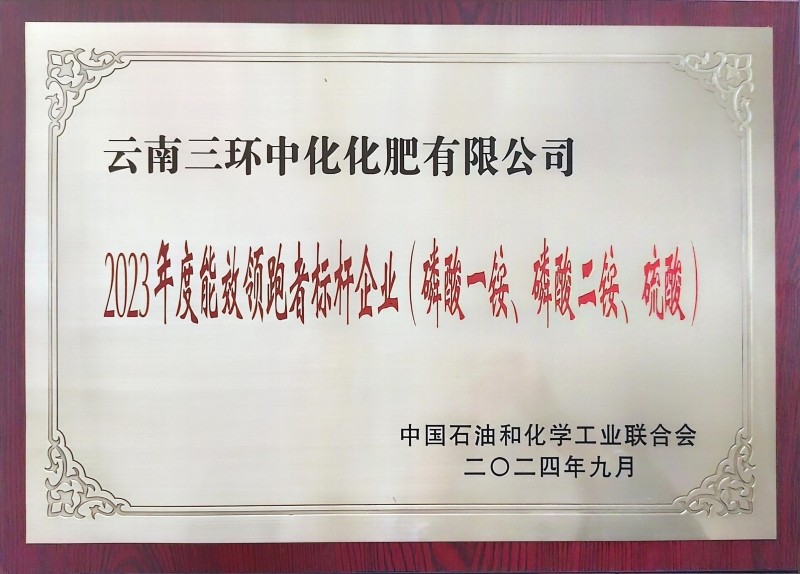 云南三环中化化肥有限公司
2023年度能效领跑者标杆企业（磷酸一铵、磷酸二铵、硫酸）
中国石油和化学工业联合会
二〇二四年九月